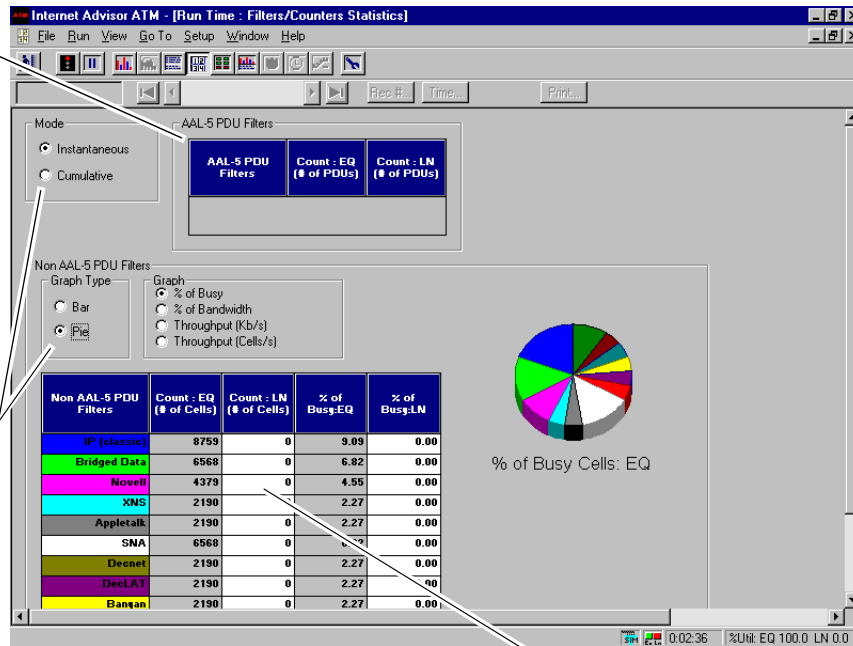 Internet Advisor ATM - [Run Time : Filters/Counters Statistics]
File Run View Go To Setup Window Help
Rec #... Time... Print...
Mode
Instantaneous
Cumulative
AAL-5 PDU Filters
AAL-5 PDU Filters Count : EQ (# of PDUs) Count : LN (# of PDUs)
Non AAL-5 PDU Filters
Graph Type
Bar
Pie
Graph
% of Busy
% of Bandwidth
Throughput (Kb/s)
Throughput (Cells/s)
Non AAL-5 PDU Filters Count : EQ (# of Cells) Count : LN (# of Cells) % of Busy:EQ % of Busy:LN
IP (classic) 8759 0 9.09 0.00
Bridged Data 6568 0 6.82 0.00
Novell 4379 0 4.55 0.00
XNS 2190 0 2.27 0.00
Appletalk 2190 0 2.27 0.00
SNA 6568 0 0.00
Decnet 2190 0 2.27 0.00
DecLAT 2190 0 2.27
Banyan 2190 0 2.27 0.00
% of Busy Cells: EQ
SIM 0:02:36 %Util: EQ 100.0 LN 0.0